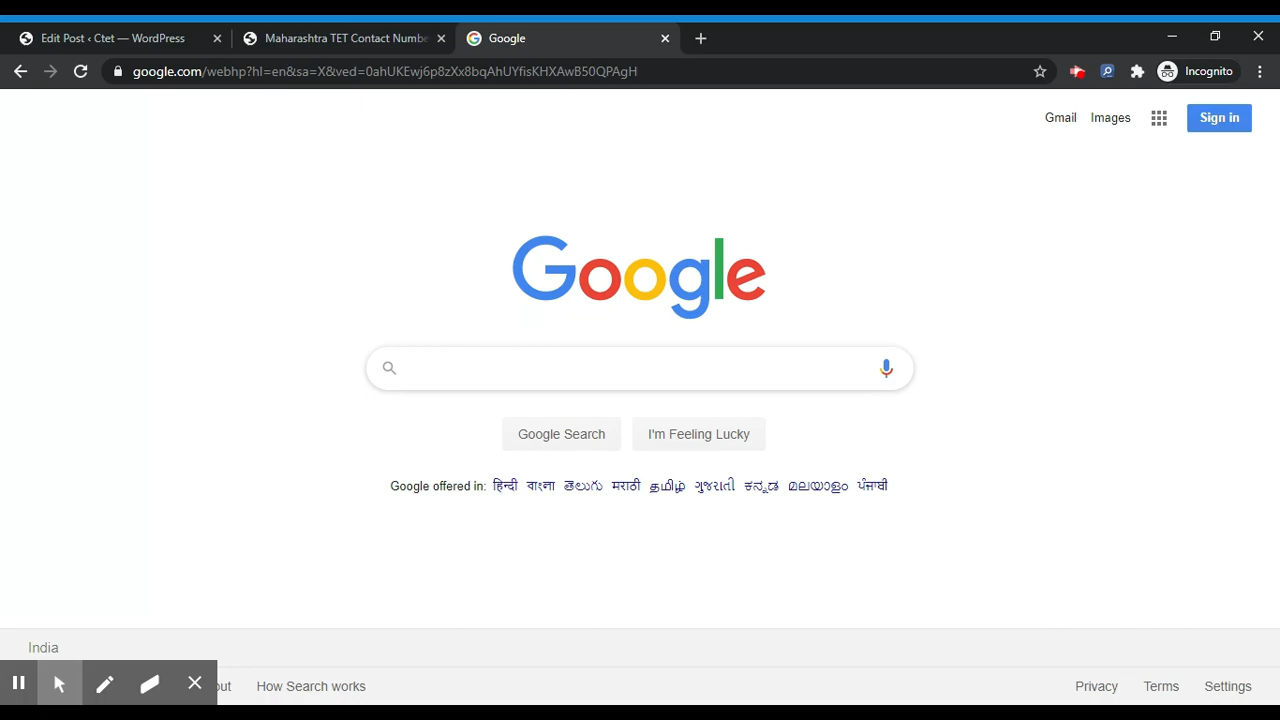 Edit Post ‹ Ctet — WordPress
Maharashtra TET Contact Numbe
Google
google.com/webhp?hl=en&sa=X&ved=0ahUKEwj6p8zXx8bqAhUYfisKHXAwB50QPAgH
Incognito
Gmail Images Sign in
Google
Google Search I'm Feeling Lucky
Google offered in: हिन्दी বাংলা తెలుగు मराठी தமிழ் ગુજરાતી ಕನ್ನಡ മലയാളം ਪੰਜਾਬੀ
India
out How Search works Privacy Terms Settings